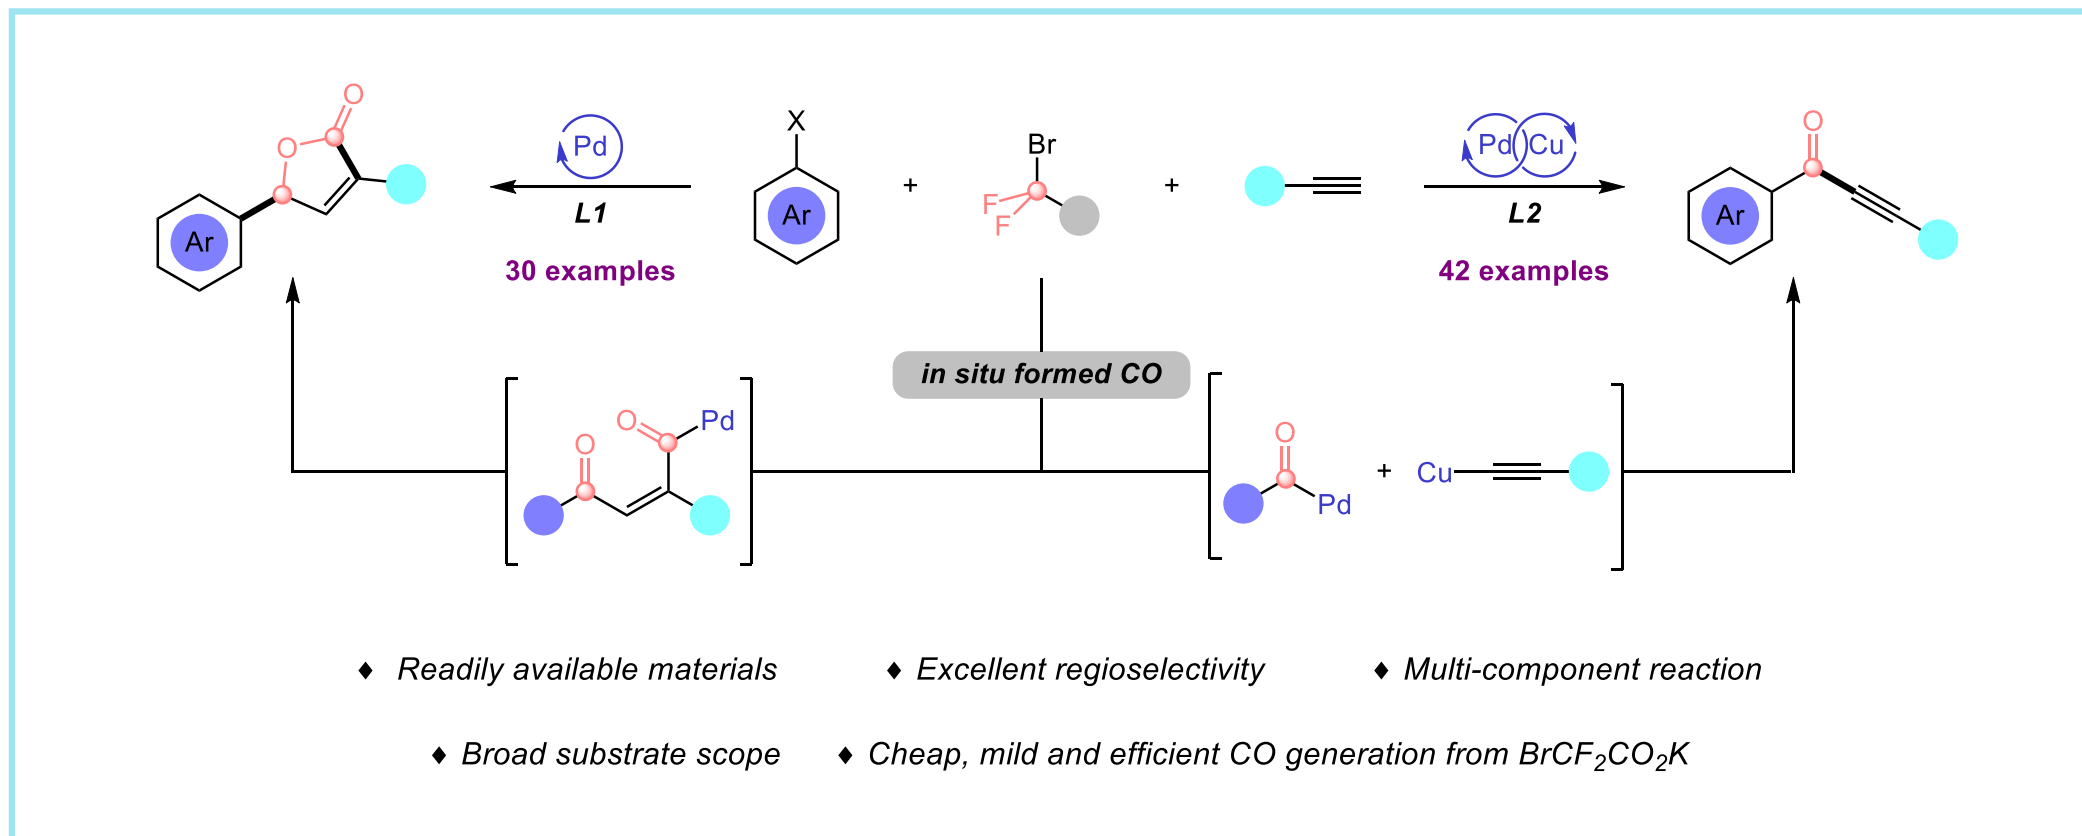 O
O
Ar
Pd
L1
30 examples
X
Ar
+
Br
F
F
+
Pd Cu
L2
42 examples
O
Ar
in situ formed CO
O
O
Pd
O
Pd
+
Cu
♦ Readily available materials
♦ Excellent regioselectivity
♦ Multi-component reaction
♦ Broad substrate scope
♦ Cheap, mild and efficient CO generation from BrCF₂CO₂K